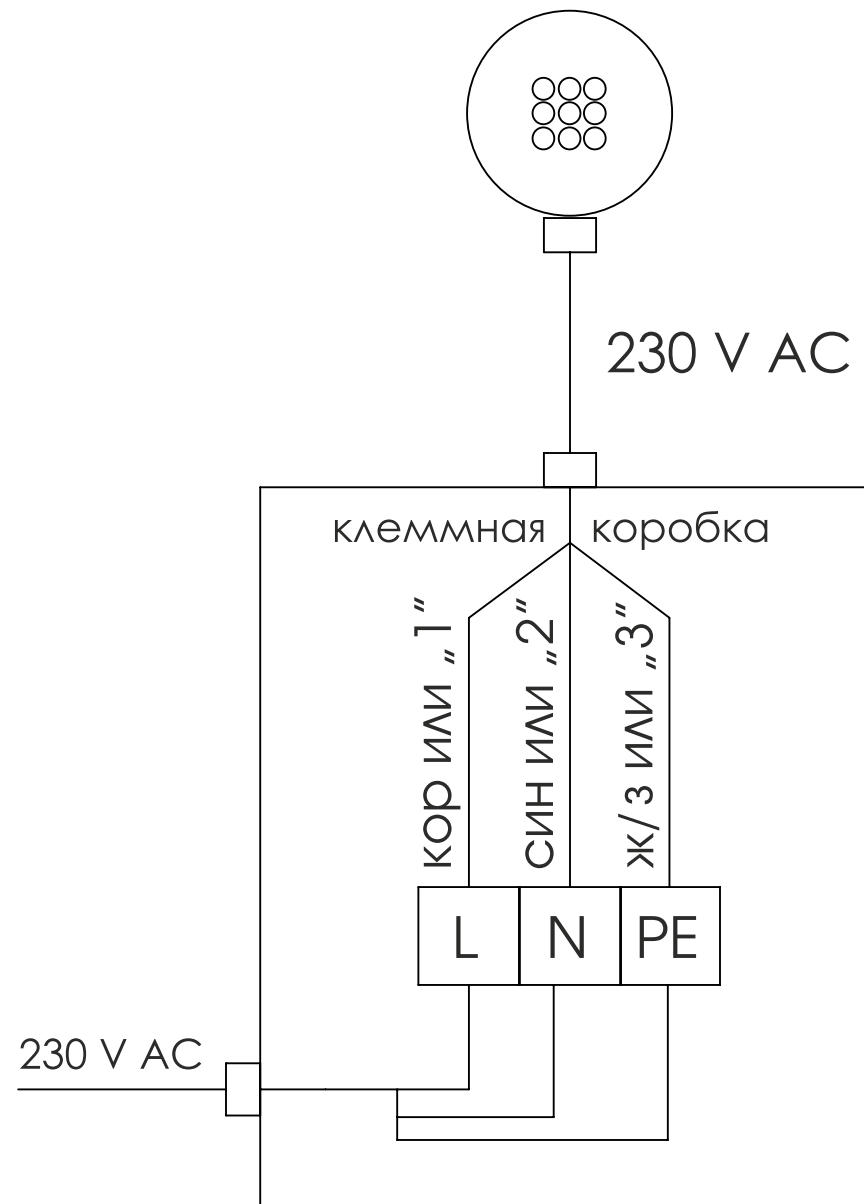 230 V AC
клеммная коробка
кор или „1”
син или „2”
ж/з или „3”
L N PE
230 V AC